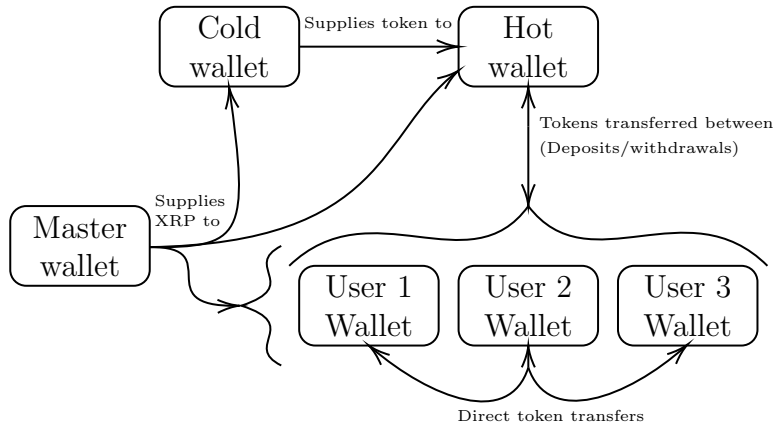 Cold
wallet
Supplies token to
Hot
wallet
Tokens transferred between
(Deposits/withdrawals)
Supplies
XRP to
Master
wallet
User 1
Wallet
User 2
Wallet
User 3
Wallet
Direct token transfers